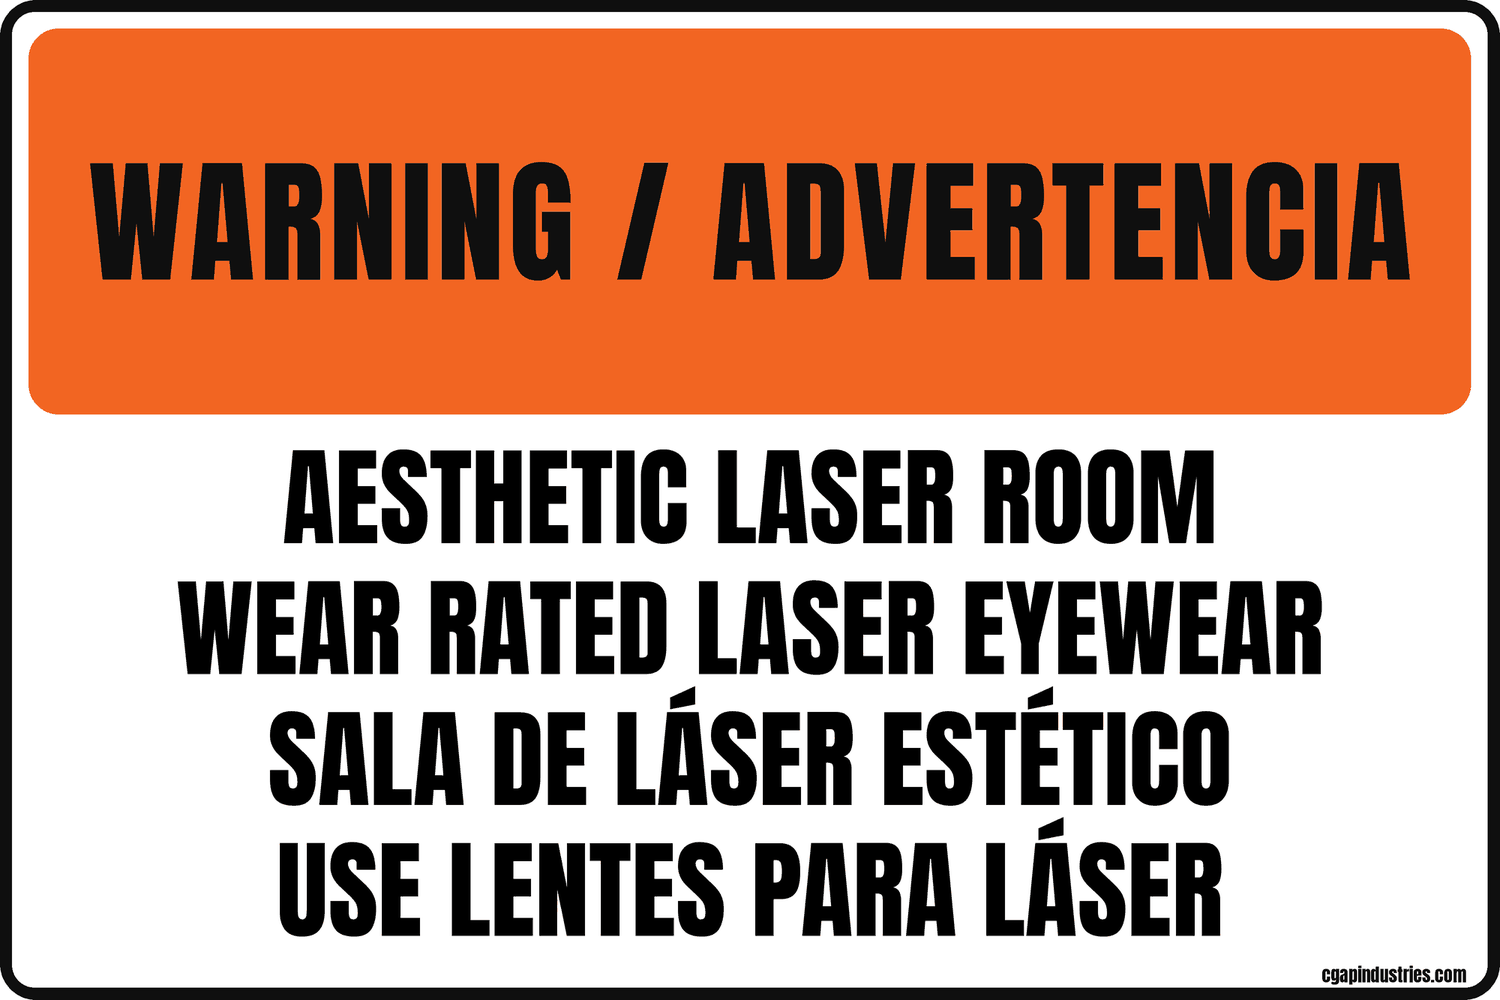 WARNING / ADVERTENCIA
AESTHETIC LASER ROOM
WEAR RATED LASER EYEWEAR
SALA DE LÁSER ESTÉTICO
USE LENTES PARA LÁSER
cgapindustries.com